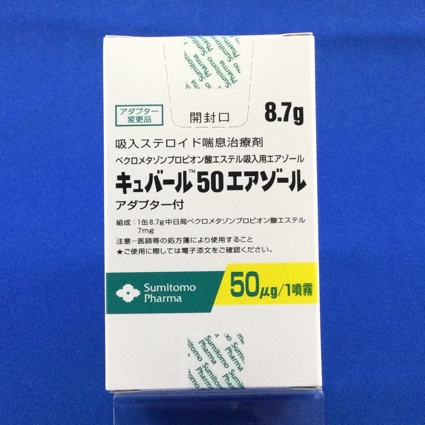 Sumitomo
Pharma
アダプター
変更品
開封口
8.7g
吸入ステロイド喘息治療剤
ベクロメタゾンプロピオン酸エステル吸入用エアゾール
キュバール™50エアゾール
アダプター付
組成:1缶8.7g中日局ベクロメタゾンプロピオン酸エステル
7mg
注意-医師等の処方箋により使用すること
★ご使用に際しては電子添文をご確認ください。
Sumitomo
Pharma
50μg/1噴霧
Sumitomo
Pharma